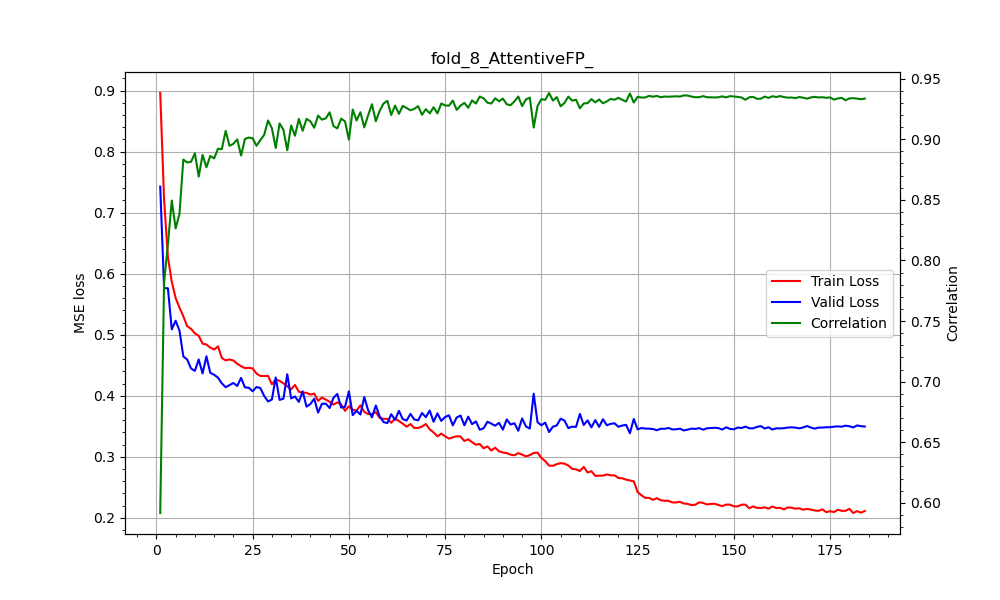 fold_8_AttentiveFP_
MSE loss
0.9
0.8
0.7
0.6
0.5
0.4
0.3
0.2
0.95
0.90
0.85
0.80
0.75
0.70
0.65
0.60
Correlation
Train Loss
Valid Loss
Correlation
0 25 50 75 100 125 150 175
Epoch